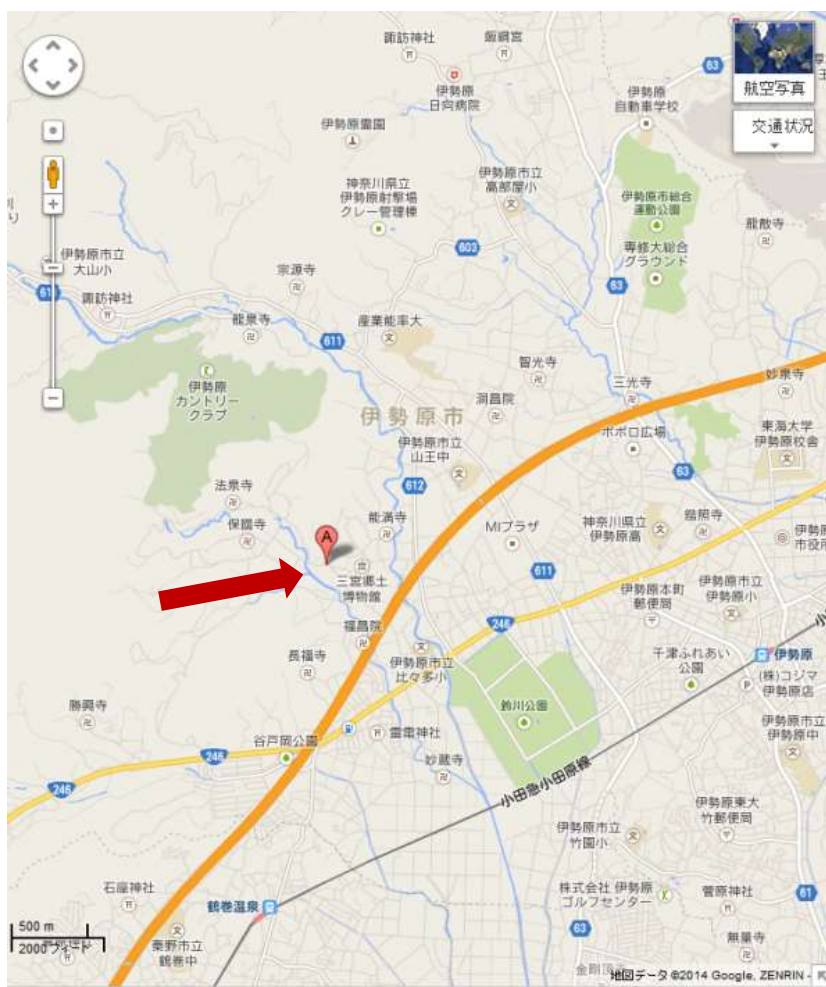 諏訪神社
飯綱宮
63
伊勢原
日向病院
伊勢原
自動車学校
航空写真
交通状況
伊勢原霊園
神奈川県立
伊勢原射撃場
クレー管理棟
伊勢原市立
高部屋小
伊勢原市総合
運動公園
龍散寺
603
専修大総合
グラウンド
伊勢原市立
大山小
宗源寺
63
諏訪神社
龍泉寺
産業能率大
611
智光寺
三光寺
妙泉寺
伊勢原
カントリー
クラブ
洞昌院
伊勢原市
ポポロ広場
東海大学
伊勢原校舎
伊勢原市立
山王中
63
612
法泉寺
保國寺
能満寺
MIプラザ
神奈川県立
伊勢原高
A
三宮郷土
博物館
611
伊勢原本町
郵便局
伊勢原市立
伊勢原小
福昌院
246
長福寺
伊勢原市立
比々多小
千津ふれあい
公園
伊勢原
(株)コジマ
伊勢原店
勝興寺
鈴川公園
伊勢原市立
伊勢原中
谷戸岡公園
雷電神社
246
妙蔵寺
246
小田急小田原線
伊勢原東大
竹郵便局
伊勢原市立
竹園小
石座神社
鶴巻温泉
株式会社 伊勢原
ゴルフセンター
菅原神社
61
500 m
2000 フィート
秦野市立
鶴巻中
63
無量寺
地図データ ©2014 Google, ZENRIN -